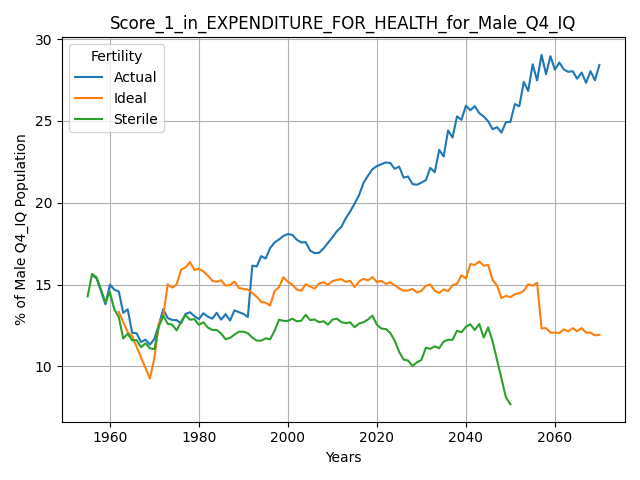 Score_1_in_EXPENDITURE_FOR_HEALTH_for_Male_Q4_IQ
% of Male Q4_IQ Population
30
25
20
15
10
Fertility
Actual
Ideal
Sterile
1960 1980 2000 2020 2040 2060
Years